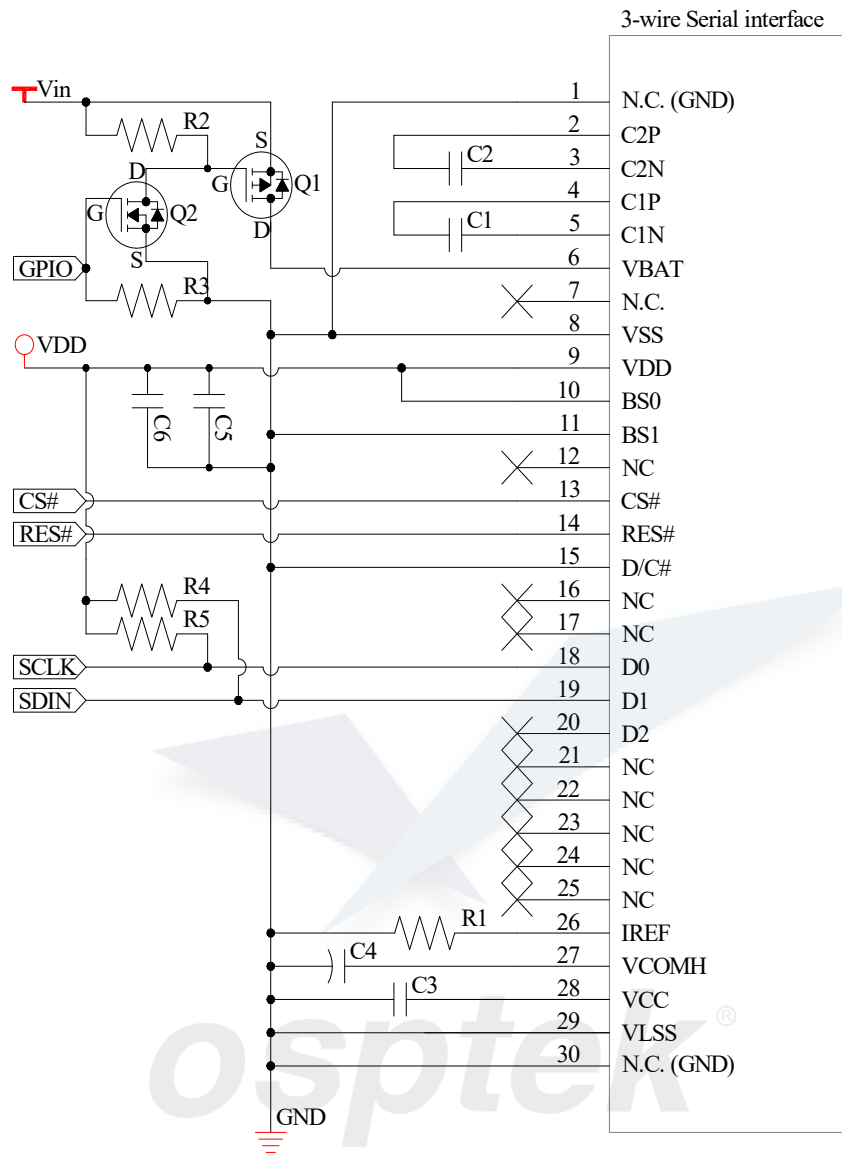 3-wire Serial interface
Vin
1 N.C. (GND)
R2
2 C2P
S
C2
3 C2N
D
G Q1
4 C1P
G Q2
C1
5 C1N
D
S
6 VBAT
GPIO
R3
7 N.C.
8 VSS
VDD
9 VDD
10 BS0
C6 C5
11 BS1
12 NC
CS#
13 CS#
RES#
14 RES#
15 D/C#
R4
16 NC
R5
17 NC
SCLK
18 D0
SDIN
19 D1
20 D2
21 NC
22 NC
23 NC
24 NC
25 NC
R1
26 IREF
C4
27 VCOMH
C3
28 VCC
29 VLSS
30 N.C. (GND)
osptek®
GND